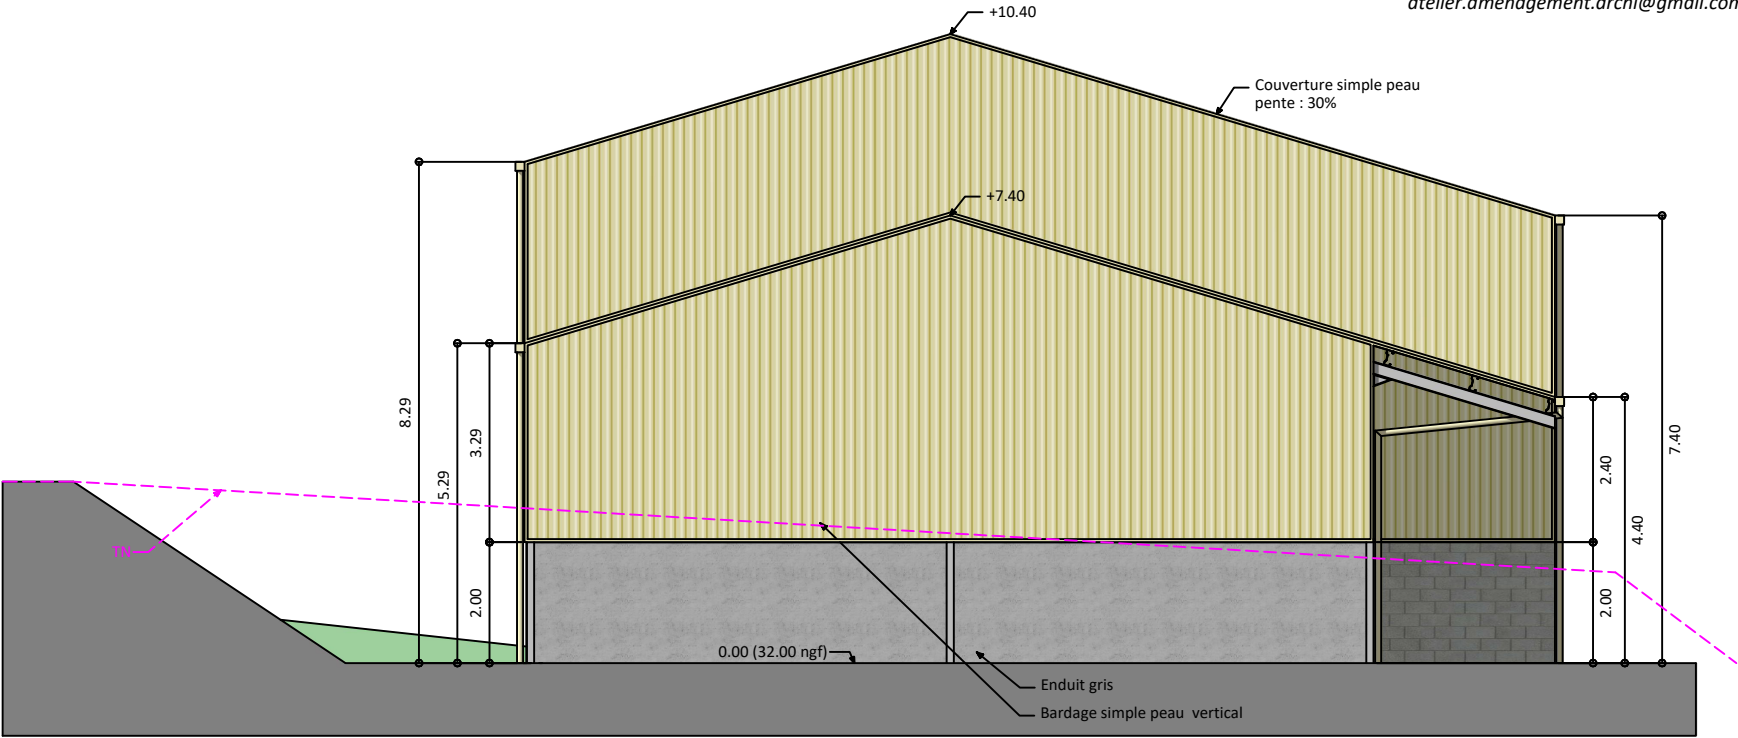 atelier.amenagement.archi@gmail.com
+10.40
Couverture simple peau
pente : 30%
+7.40
8.29
5.29
3.29
2.00
TN
2.40
4.40
7.40
2.00
0.00 (32.00 ngf)
Enduit gris
Bardage simple peau vertical